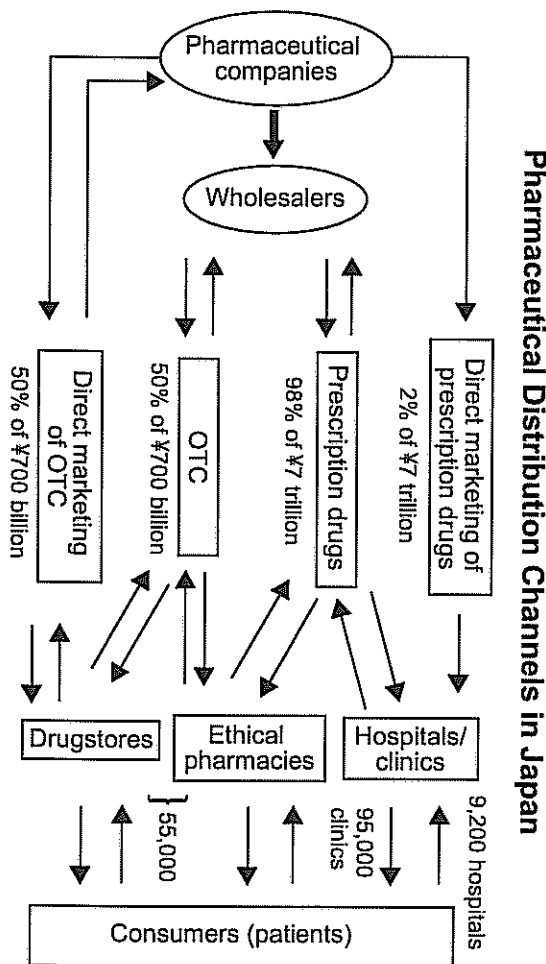 Pharmaceutical Distribution Channels in Japan
Pharmaceutical
companies
Wholesalers
Direct marketing of
prescription drugs
2% of ¥7 trillion
Prescription drugs
98% of ¥7 trillion
OTC
50% of ¥700 billion
Direct marketing
of OTC
50% of ¥700 billion
Drugstores
Ethical
pharmacies
Hospitals/
clinics
55,000
95,000
clinics
9,200 hospitals
Consumers (patients)